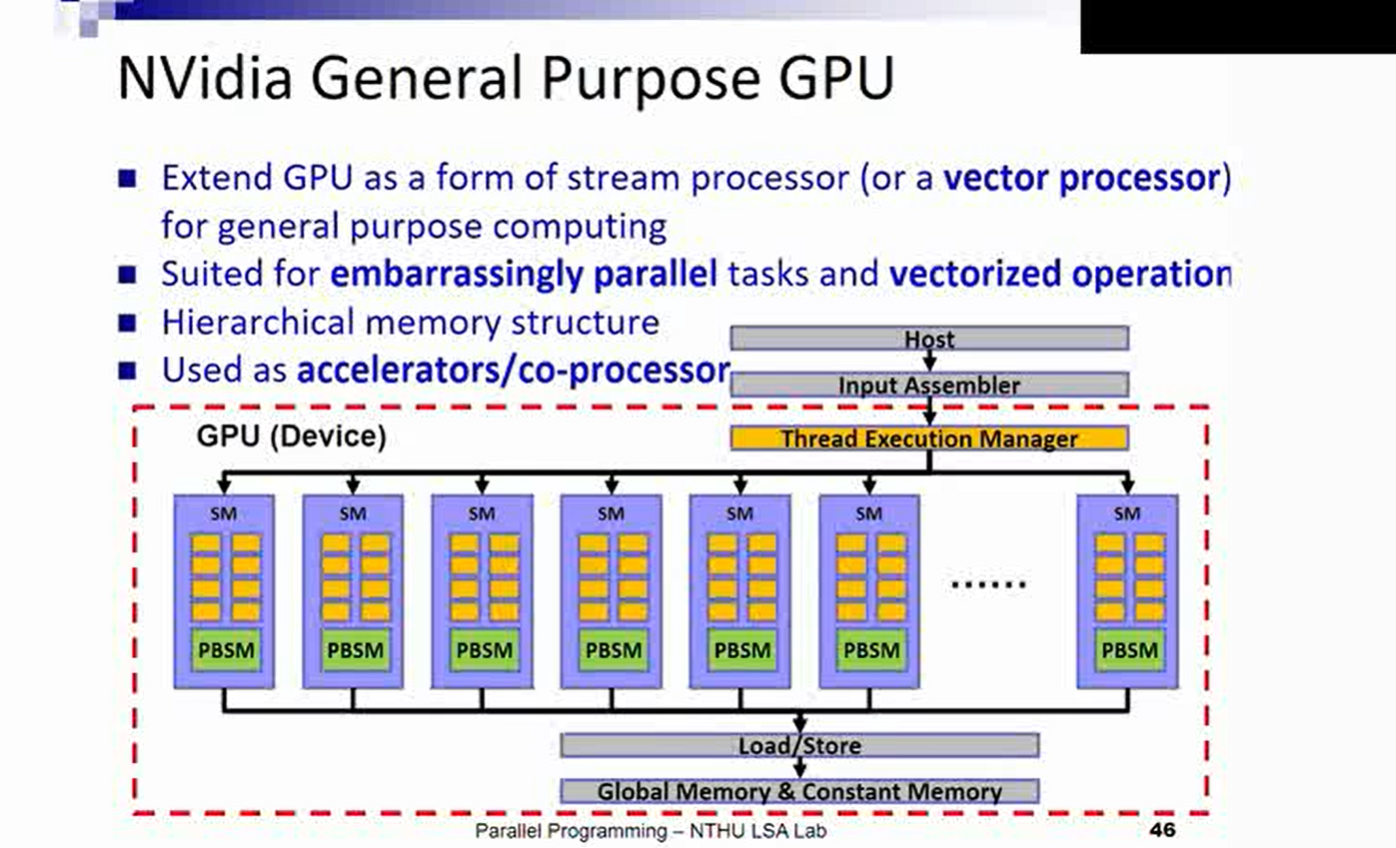 NVidia General Purpose GPU
Extend GPU as a form of stream processor (or a vector processor)
for general purpose computing
Suited for embarrassingly parallel tasks and vectorized operation
Hierarchical memory structure
Used as accelerators/co-processor
Host
Input Assembler
GPU (Device)
Thread Execution Manager
SM SM SM SM SM SM SM
......
PBSM PBSM PBSM PBSM PBSM PBSM PBSM
Load/Store
Global Memory & Constant Memory
Parallel Programming – NTHU LSA Lab
46